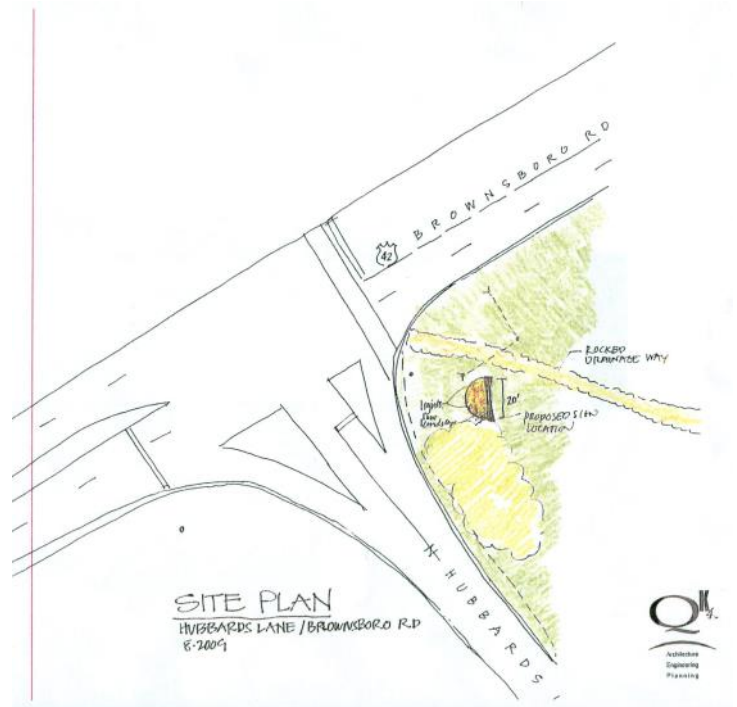 BROWNSBORO RD
42
ROCKED
DRAINAGE WAY
20'
PROPOSED SIGN
LOCATION
HUBBARDS
SITE PLAN
HUBBARDS LANE / BROWNSBORO RD
8.2009
QK4
Architecture
Engineering
Planning